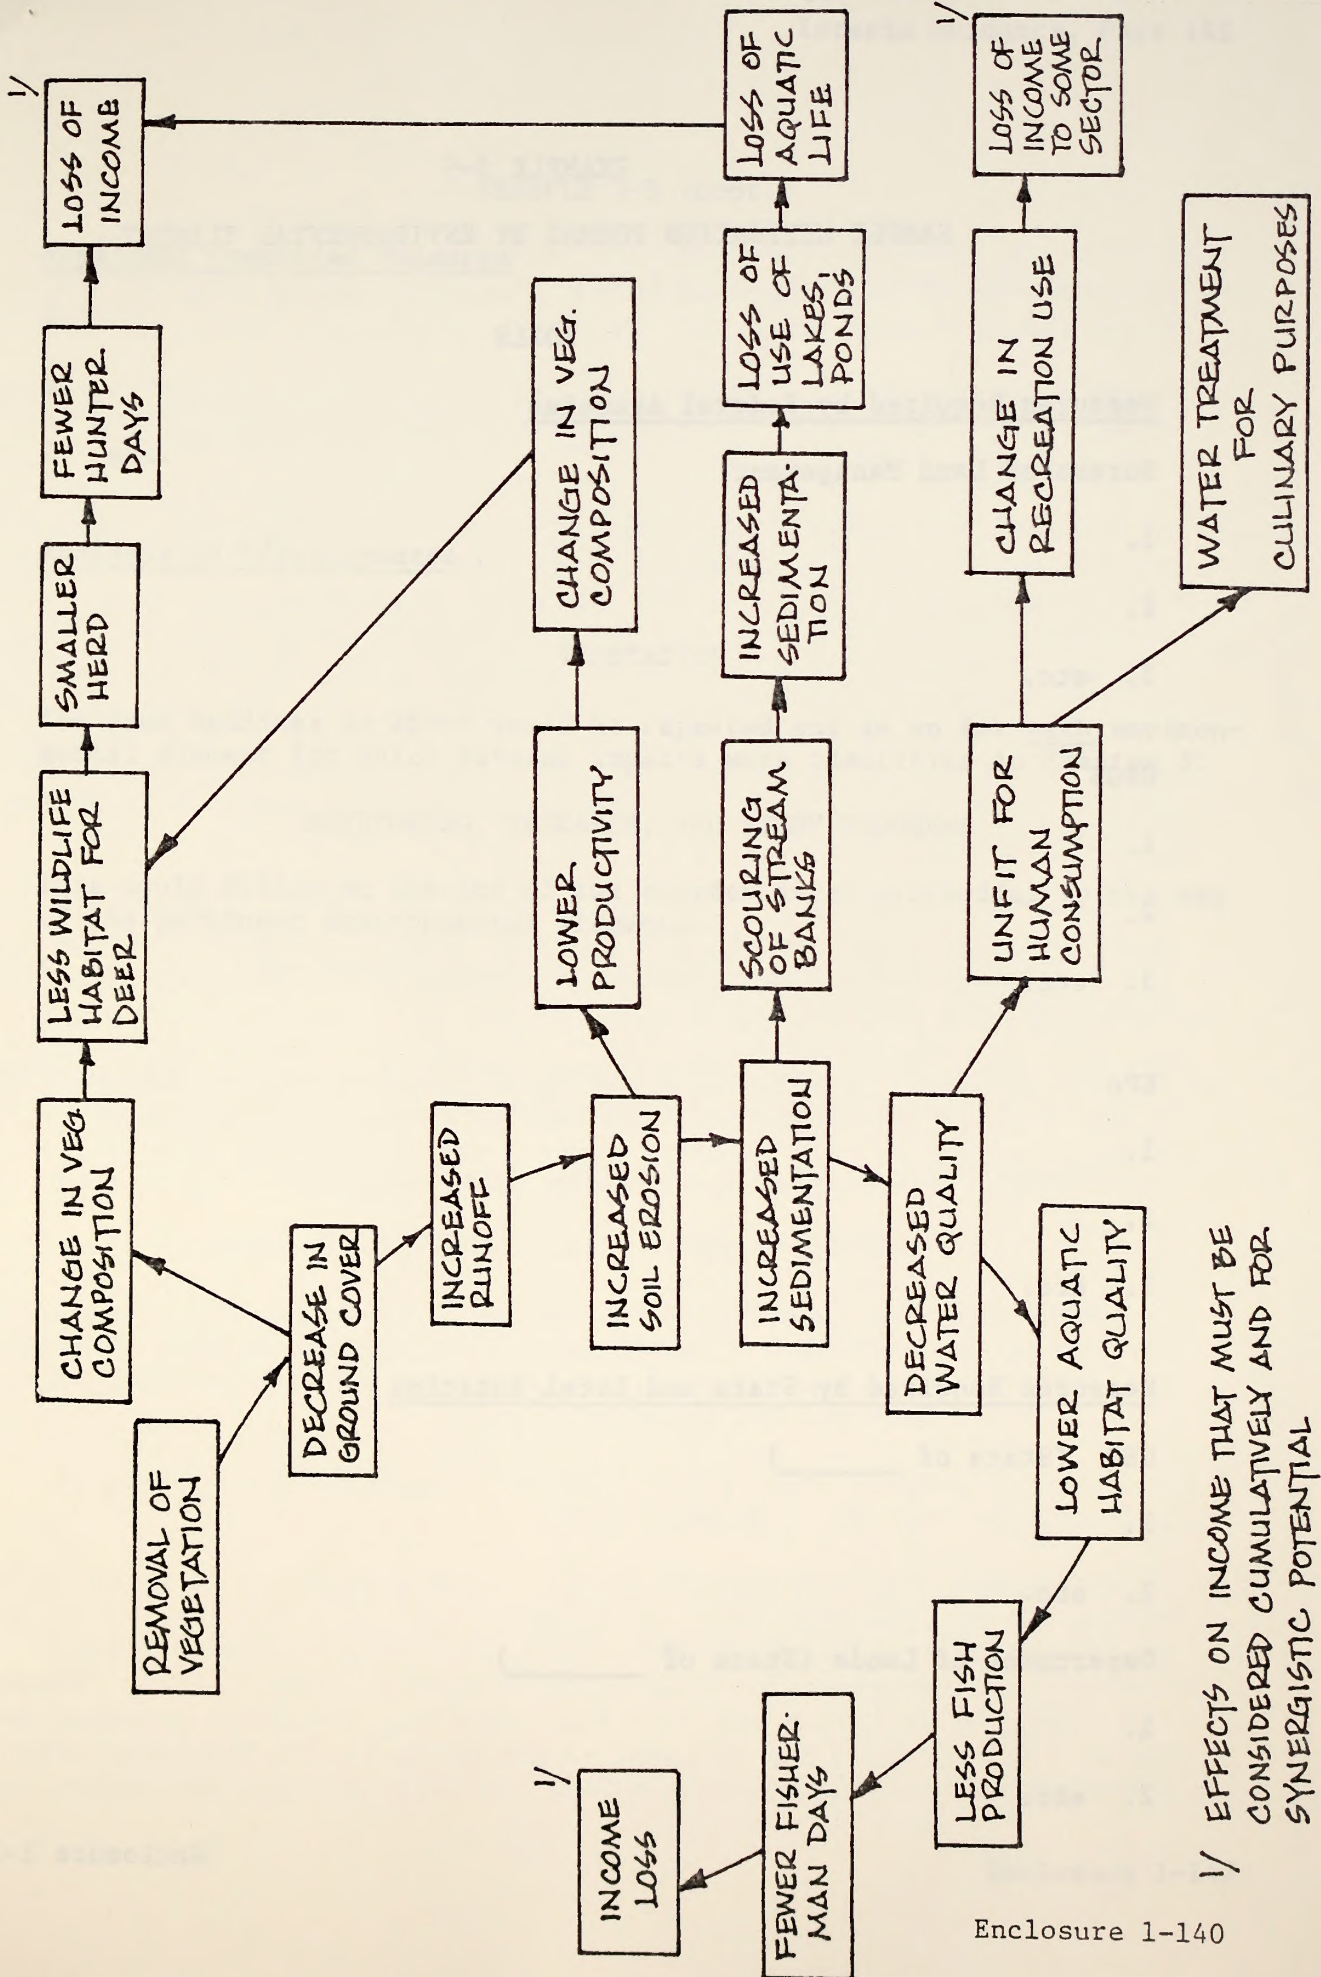 REMOVAL OF
VEGETATION
DECREASE IN
GROUND COVER
CHANGE IN VEG
COMPOSITION
LESS WILDLIFE
HABITAT FOR
DEER
SMALLER
HERD
FEWER
HUNTER
DAYS
LOSS OF
INCOME
1/
INCREASED
RUNOFF
INCREASED
SOIL EROSION
LOWER
PRODUCTIVITY
CHANGE IN VEG.
COMPOSITION
INCREASED
SEDIMENTATION
SCOURING
OF STREAM
BANKS
INCREASED
SEDIMENTA-
TION
LOSS OF
USE OF
LAKES,
PONDS
LOSS OF
AQUATIC
LIFE
DECREASED
WATER QUALITY
UNFIT FOR
HUMAN
CONSUMPTION
CHANGE IN
RECREATION USE
LOSS OF
INCOME
TO SOME
SECTOR
1/
WATER TREATMENT
FOR
CULINARY PURPOSES
LOWER AQUATIC
HABITAT QUALITY
LESS FISH
PRODUCTION
FEWER FISHER-
MAN DAYS
INCOME
LOSS
1/
1/ EFFECTS ON INCOME THAT MUST BE
CONSIDERED CUMULATIVELY AND FOR
SYNERGISTIC POTENTIAL
Enclosure 1-140